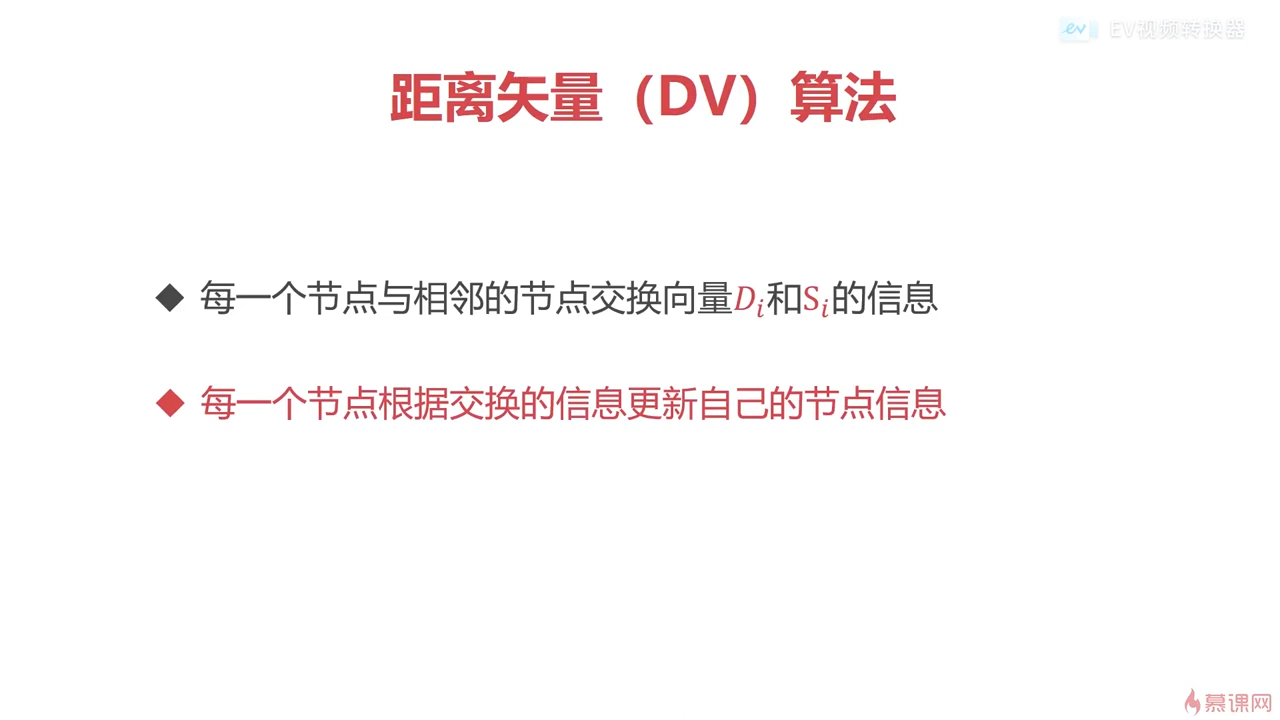 EV视频转换器
距离矢量（DV）算法
◆ 每一个节点与相邻的节点交换向量Dᵢ和Sᵢ的信息
◆ 每一个节点根据交换的信息更新自己的节点信息
慕课网